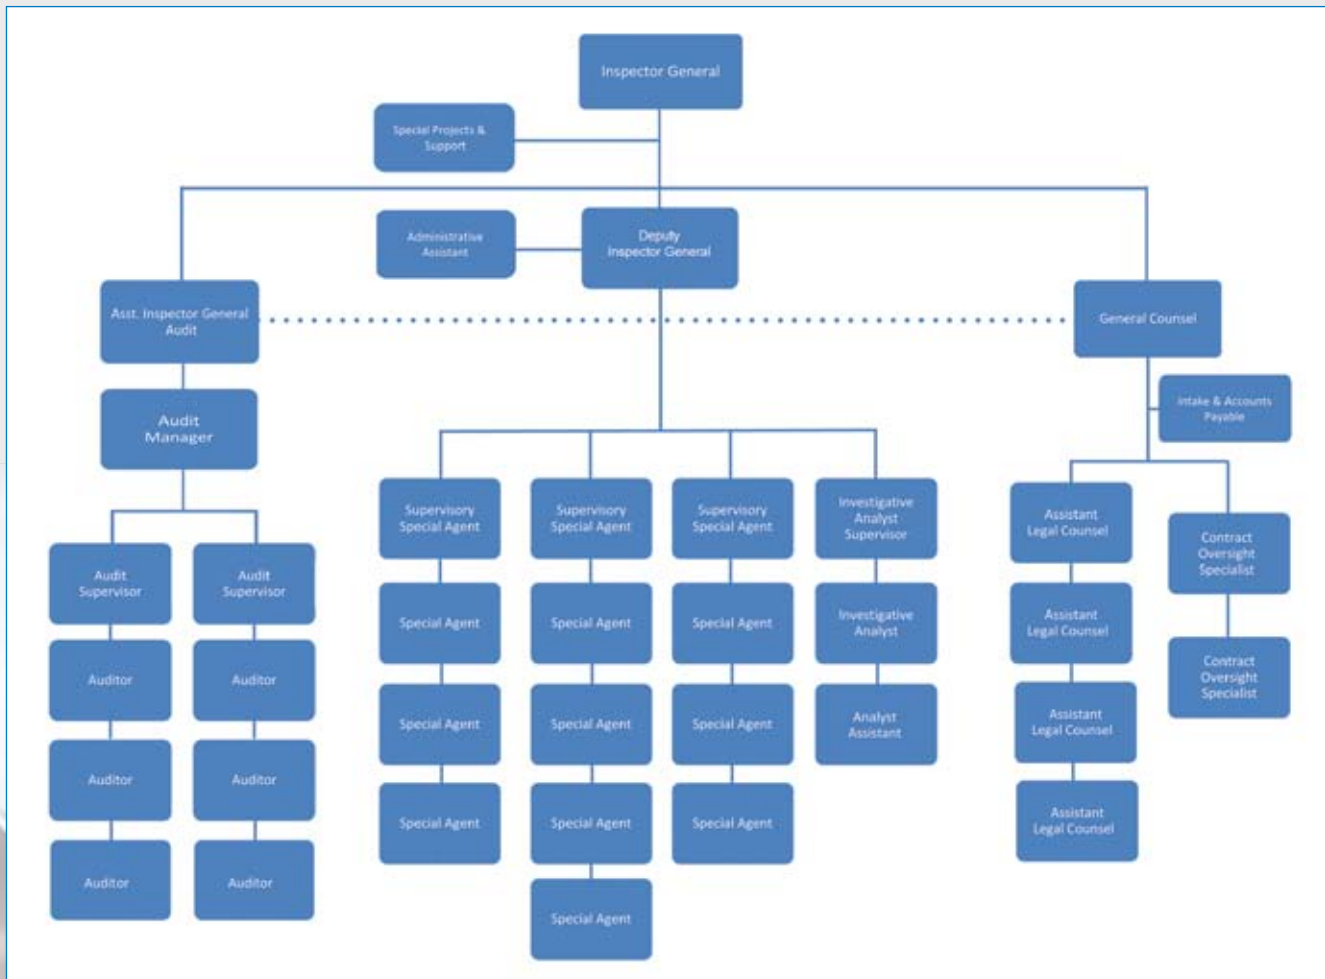 Inspector General
Special Projects &
Support
Administrative
Assistant
Deputy
Inspector General
Asst. Inspector General
Audit
General Counsel
Audit
Manager
Intake & Accounts
Payable
Audit
Supervisor
Auditor
Auditor
Auditor
Audit
Supervisor
Auditor
Auditor
Auditor
Supervisory
Special Agent
Special Agent
Special Agent
Special Agent
Supervisory
Special Agent
Special Agent
Special Agent
Special Agent
Special Agent
Supervisory
Special Agent
Special Agent
Special Agent
Special Agent
Investigative
Analyst
Supervisor
Investigative
Analyst
Analyst
Assistant
Assistant
Legal Counsel
Assistant
Legal Counsel
Assistant
Legal Counsel
Assistant
Legal Counsel
Contract
Oversight
Specialist
Contract
Oversight
Specialist